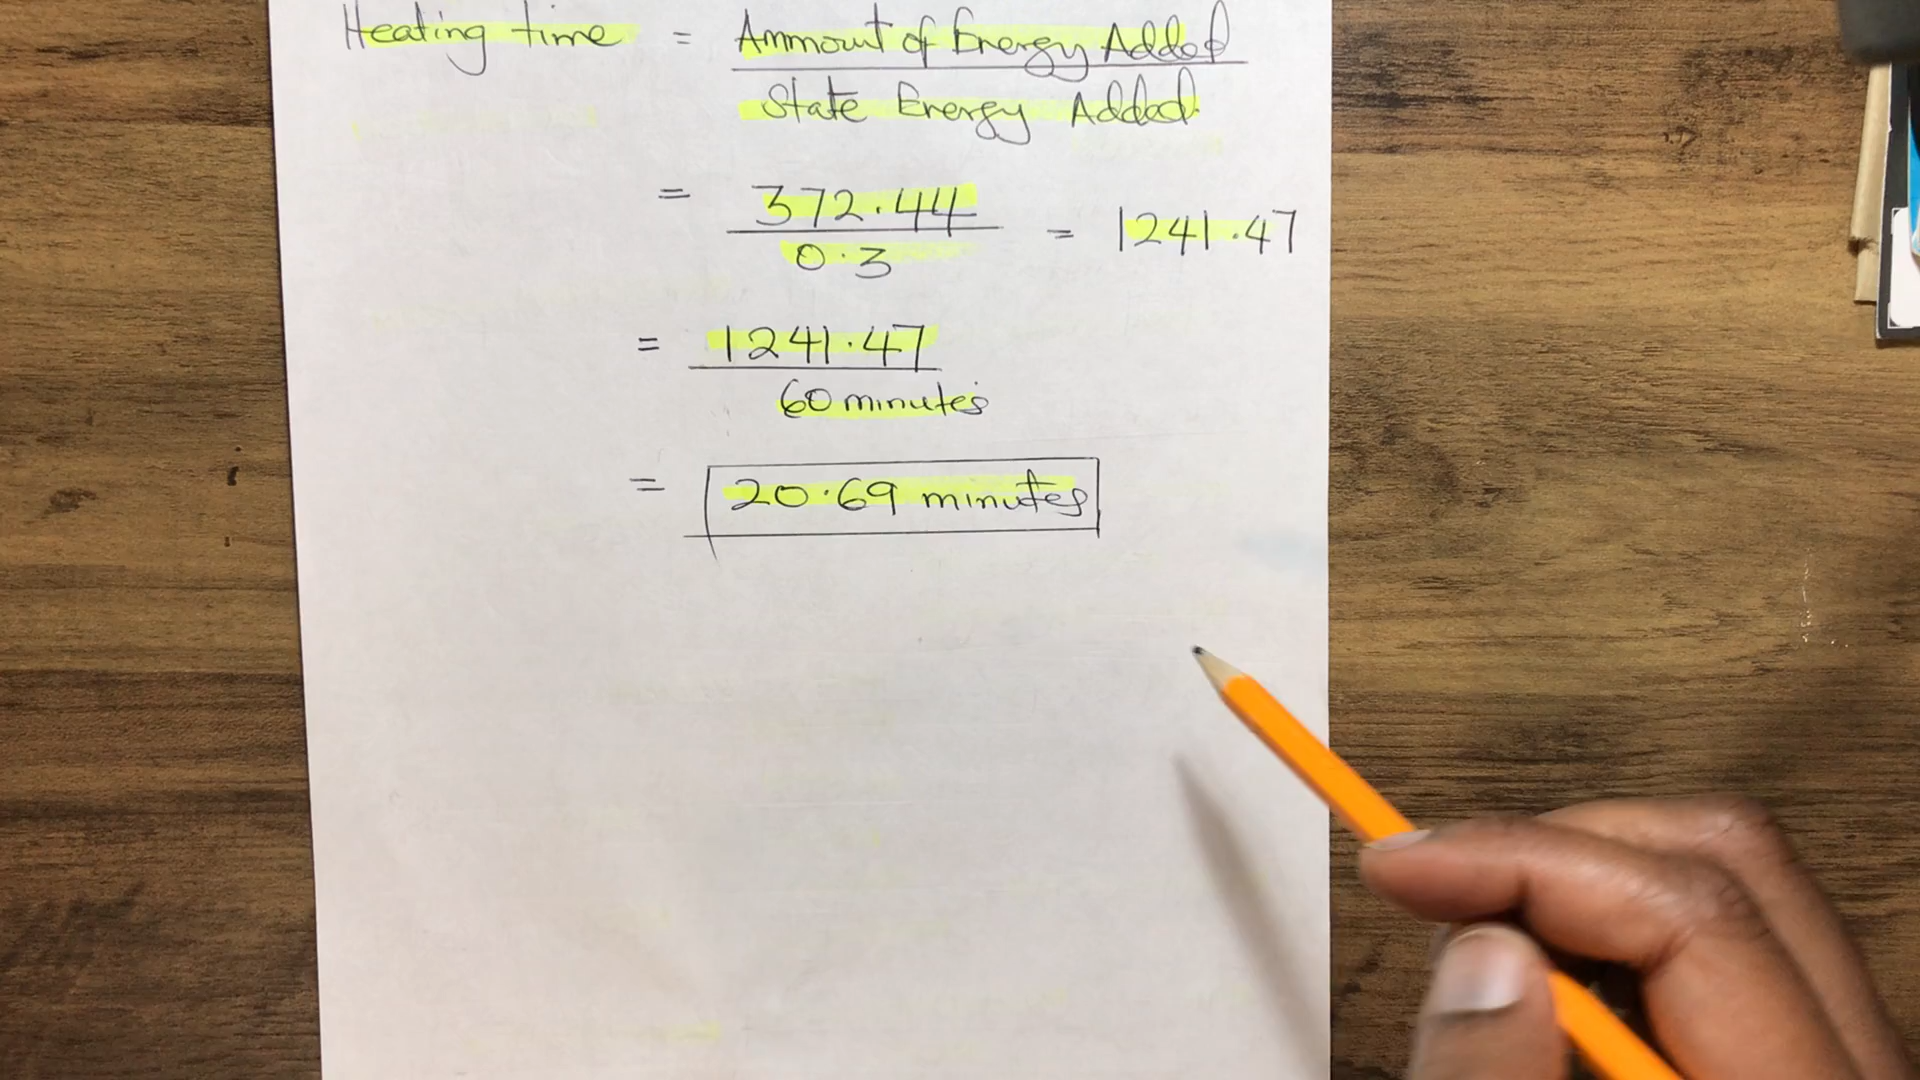 Heating time = Ammount of Energy Added
State Energy Added
= 372.44
0.3
= 1241.47
= 1241.47
60 minutes
= 20.69 minutes